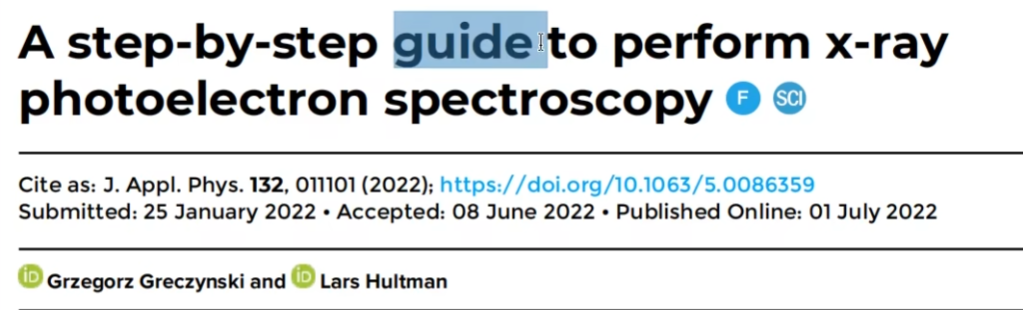 A step-by-step guide to perform x-ray
photoelectron spectroscopy F SCI
Cite as: J. Appl. Phys. 132, 011101 (2022); https://doi.org/10.1063/5.0086359
Submitted: 25 January 2022 • Accepted: 08 June 2022 • Published Online: 01 July 2022
iD Grzegorz Greczynski and iD Lars Hultman